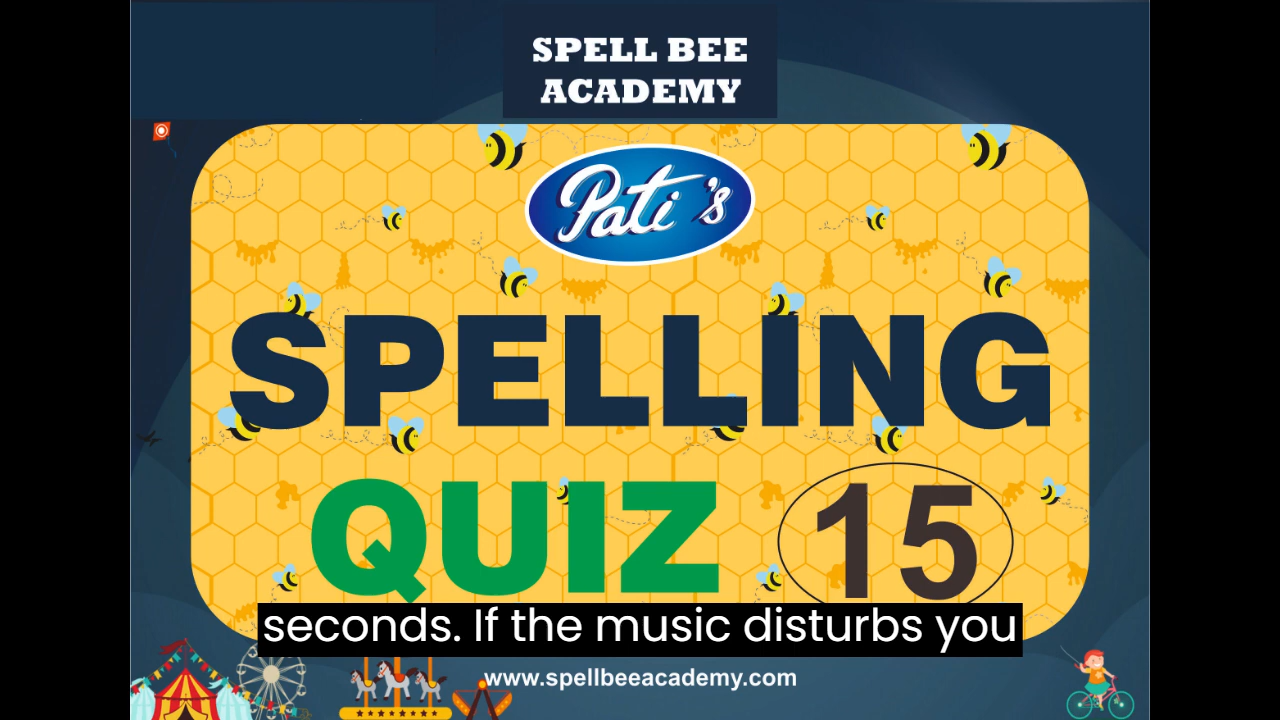 SPELL BEE
ACADEMY
Pati's
SPELLING
QUIZ 15
seconds. If the music disturbs you
www.spellbeeacademy.com